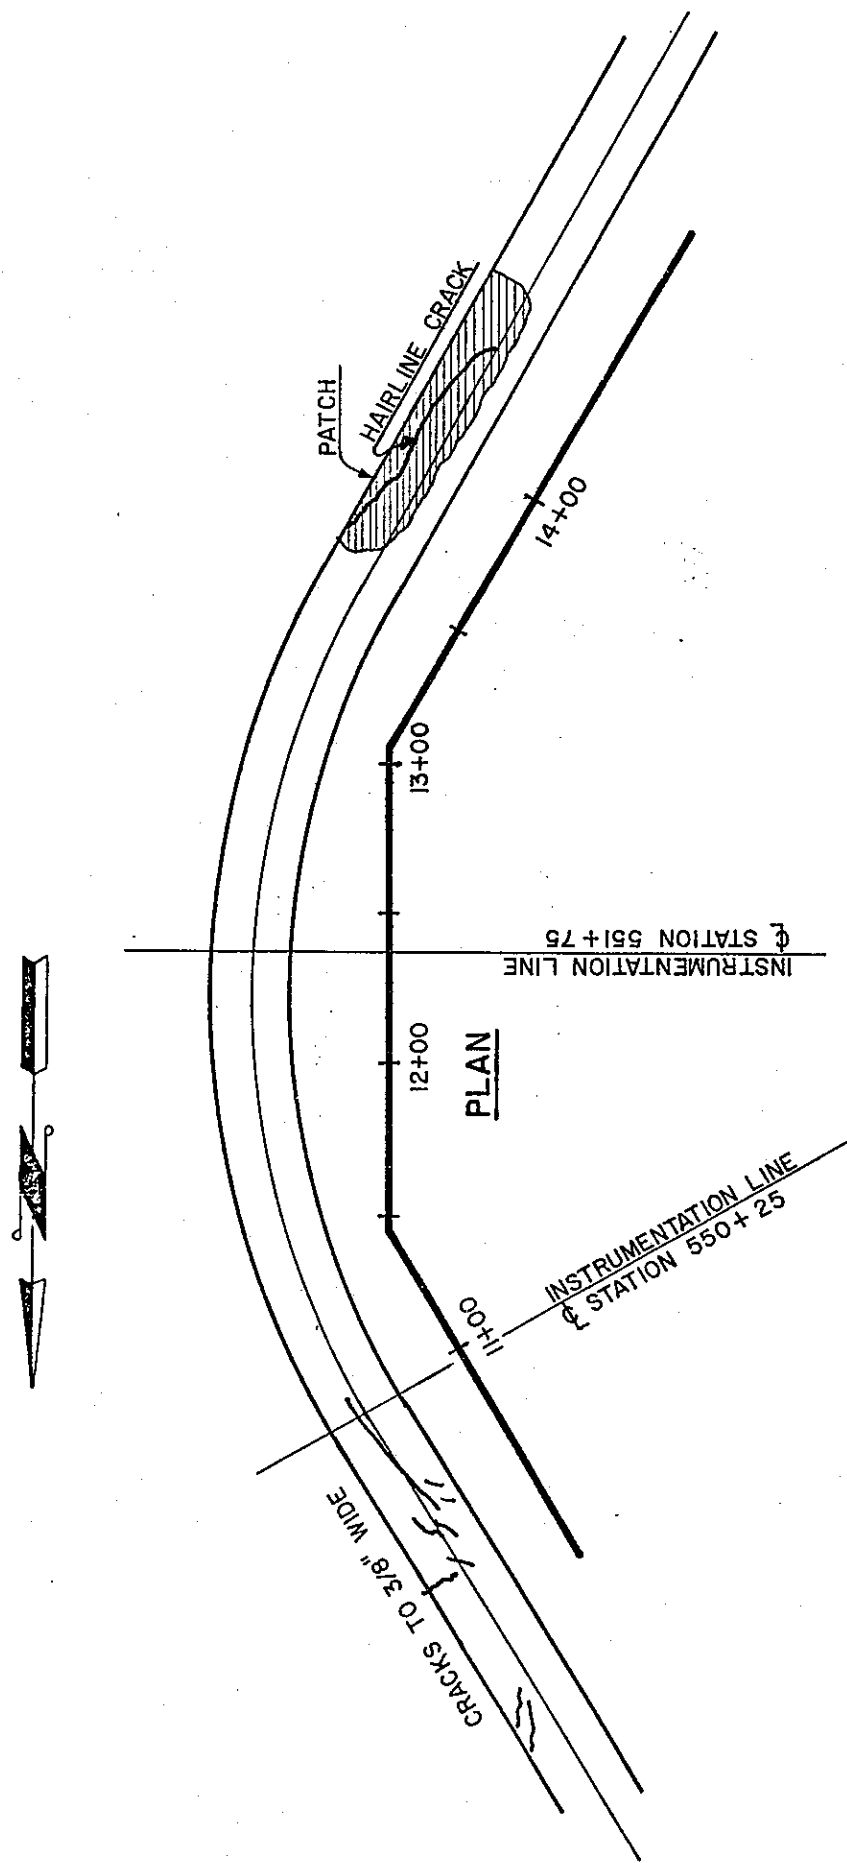 PATCH
HAIRLINE CRACK
14+00
13+00
℄ STATION 551+75
INSTRUMENTATION LINE
12+00
PLAN
INSTRUMENTATION LINE
℄ STATION 550+25
11+00
CRACKS TO 3/8" WIDE